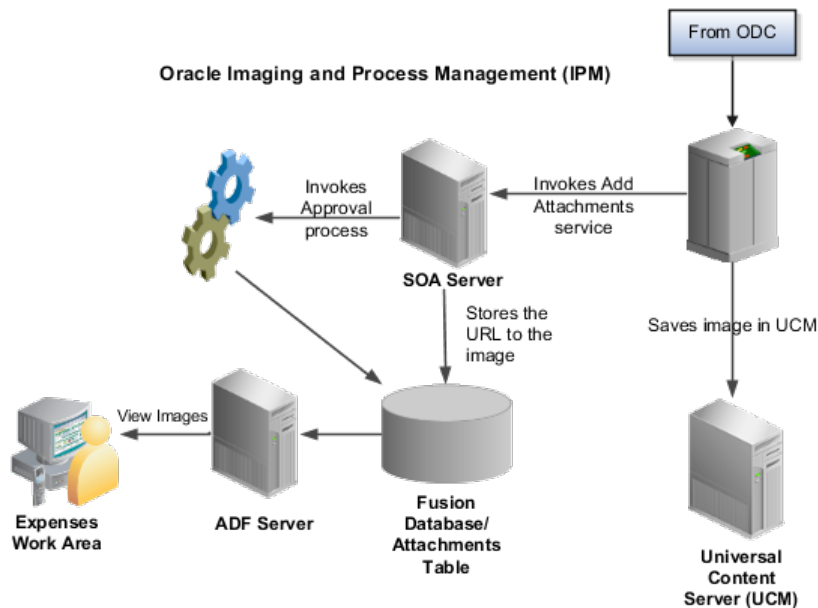 From ODC
Oracle Imaging and Process Management (IPM)
Invokes
Approval
process
Invokes Add
Attachments
service
SOA Server
Stores the
URL to the
image
Saves image in UCM
View Images
Expenses
Work Area
ADF Server
Fusion
Database/
Attachments
Table
Universal
Content
Server (UCM)